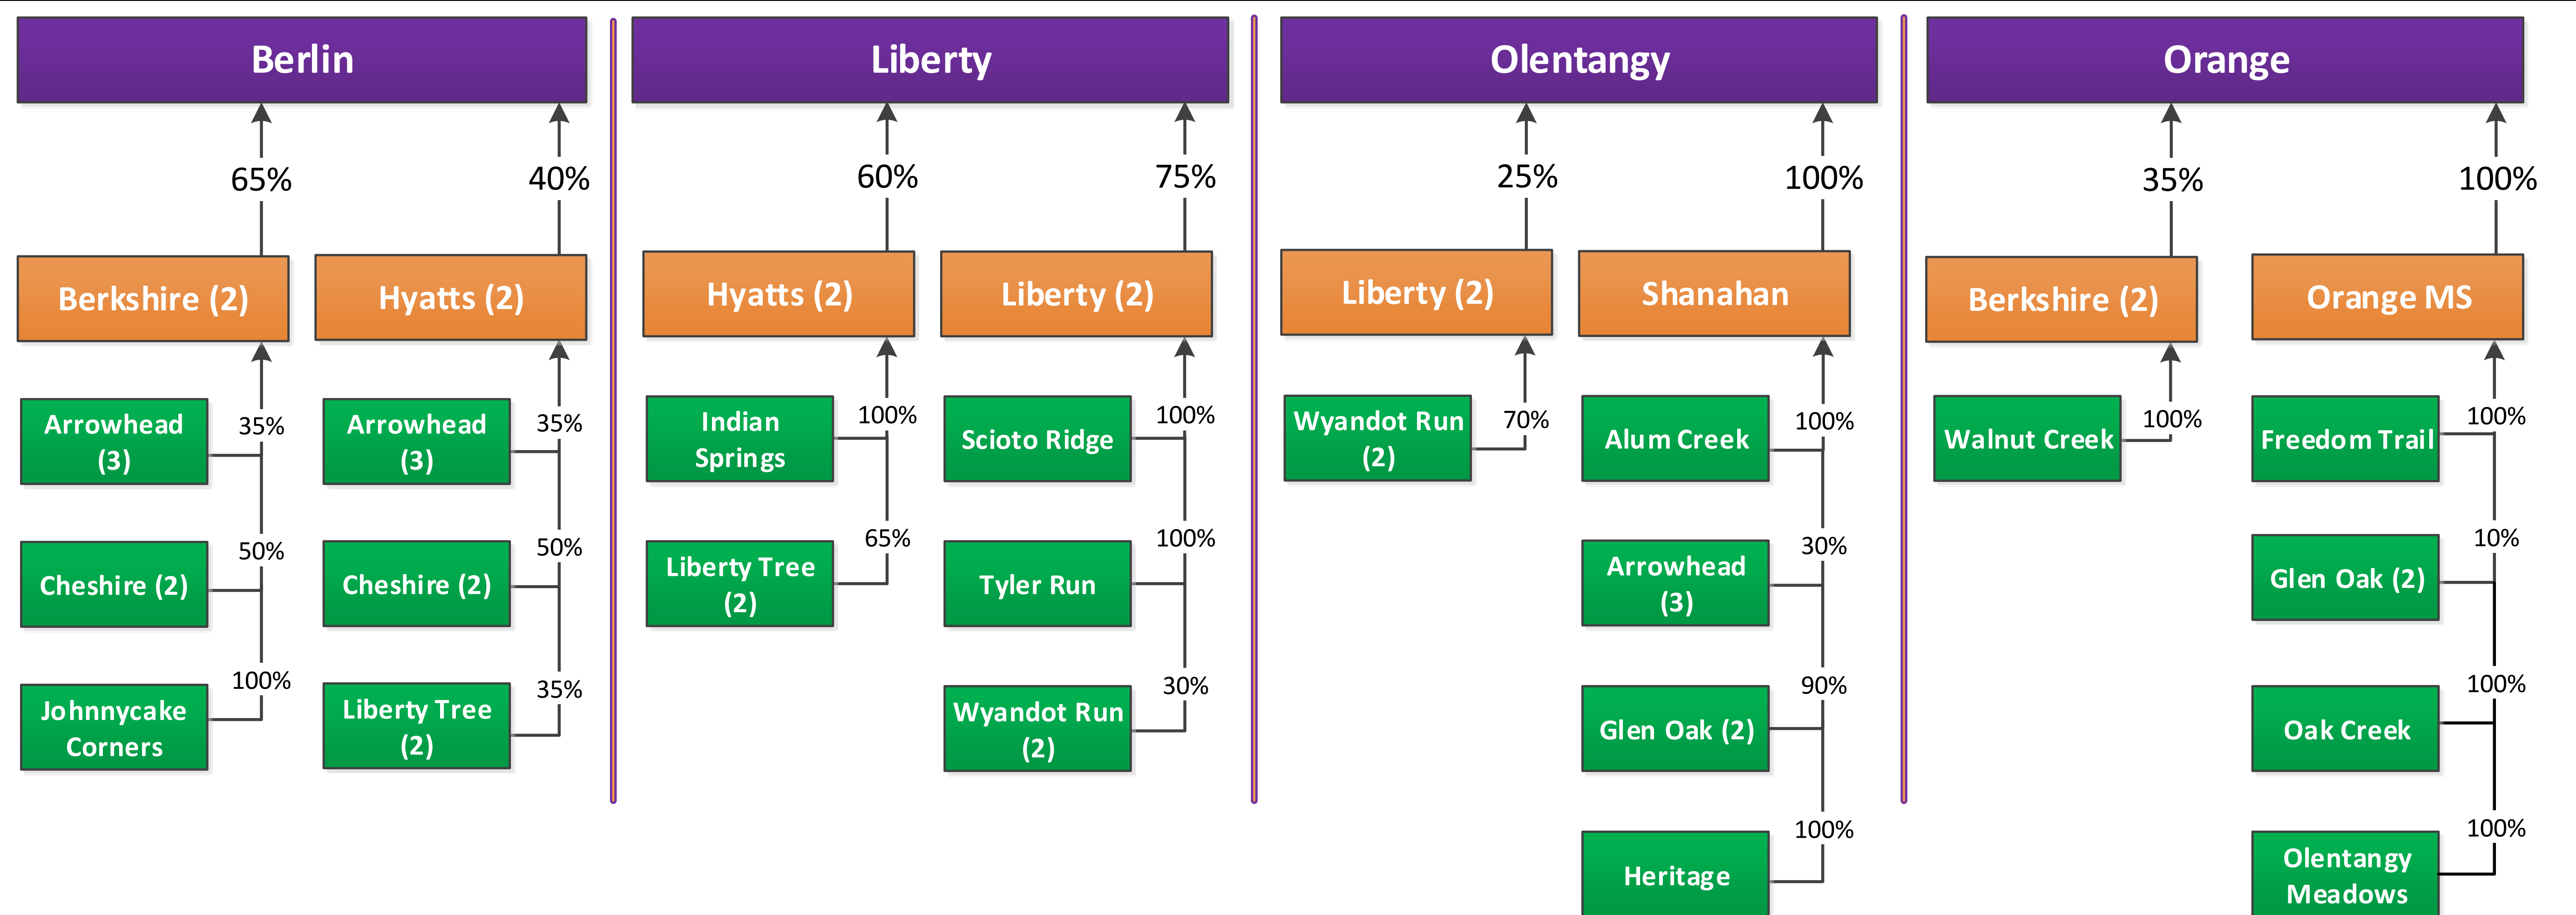 Berlin
65%
40%
Berkshire (2)
Hyatts (2)
Arrowhead
(3)
35%
Cheshire (2)
50%
Johnnycake
Corners
100%
Arrowhead
(3)
35%
Cheshire (2)
50%
Liberty Tree
(2)
35%
Liberty
60%
75%
Hyatts (2)
Liberty (2)
Indian
Springs
100%
Liberty Tree
(2)
65%
Scioto Ridge
100%
Tyler Run
100%
Wyandot Run
(2)
30%
Olentangy
25%
100%
Liberty (2)
Shanahan
Wyandot Run
(2)
70%
Alum Creek
100%
Arrowhead
(3)
30%
Glen Oak (2)
90%
Heritage
100%
Orange
35%
100%
Berkshire (2)
Orange MS
Walnut Creek
100%
Freedom Trail
100%
Glen Oak (2)
10%
Oak Creek
100%
Olentangy
Meadows
100%